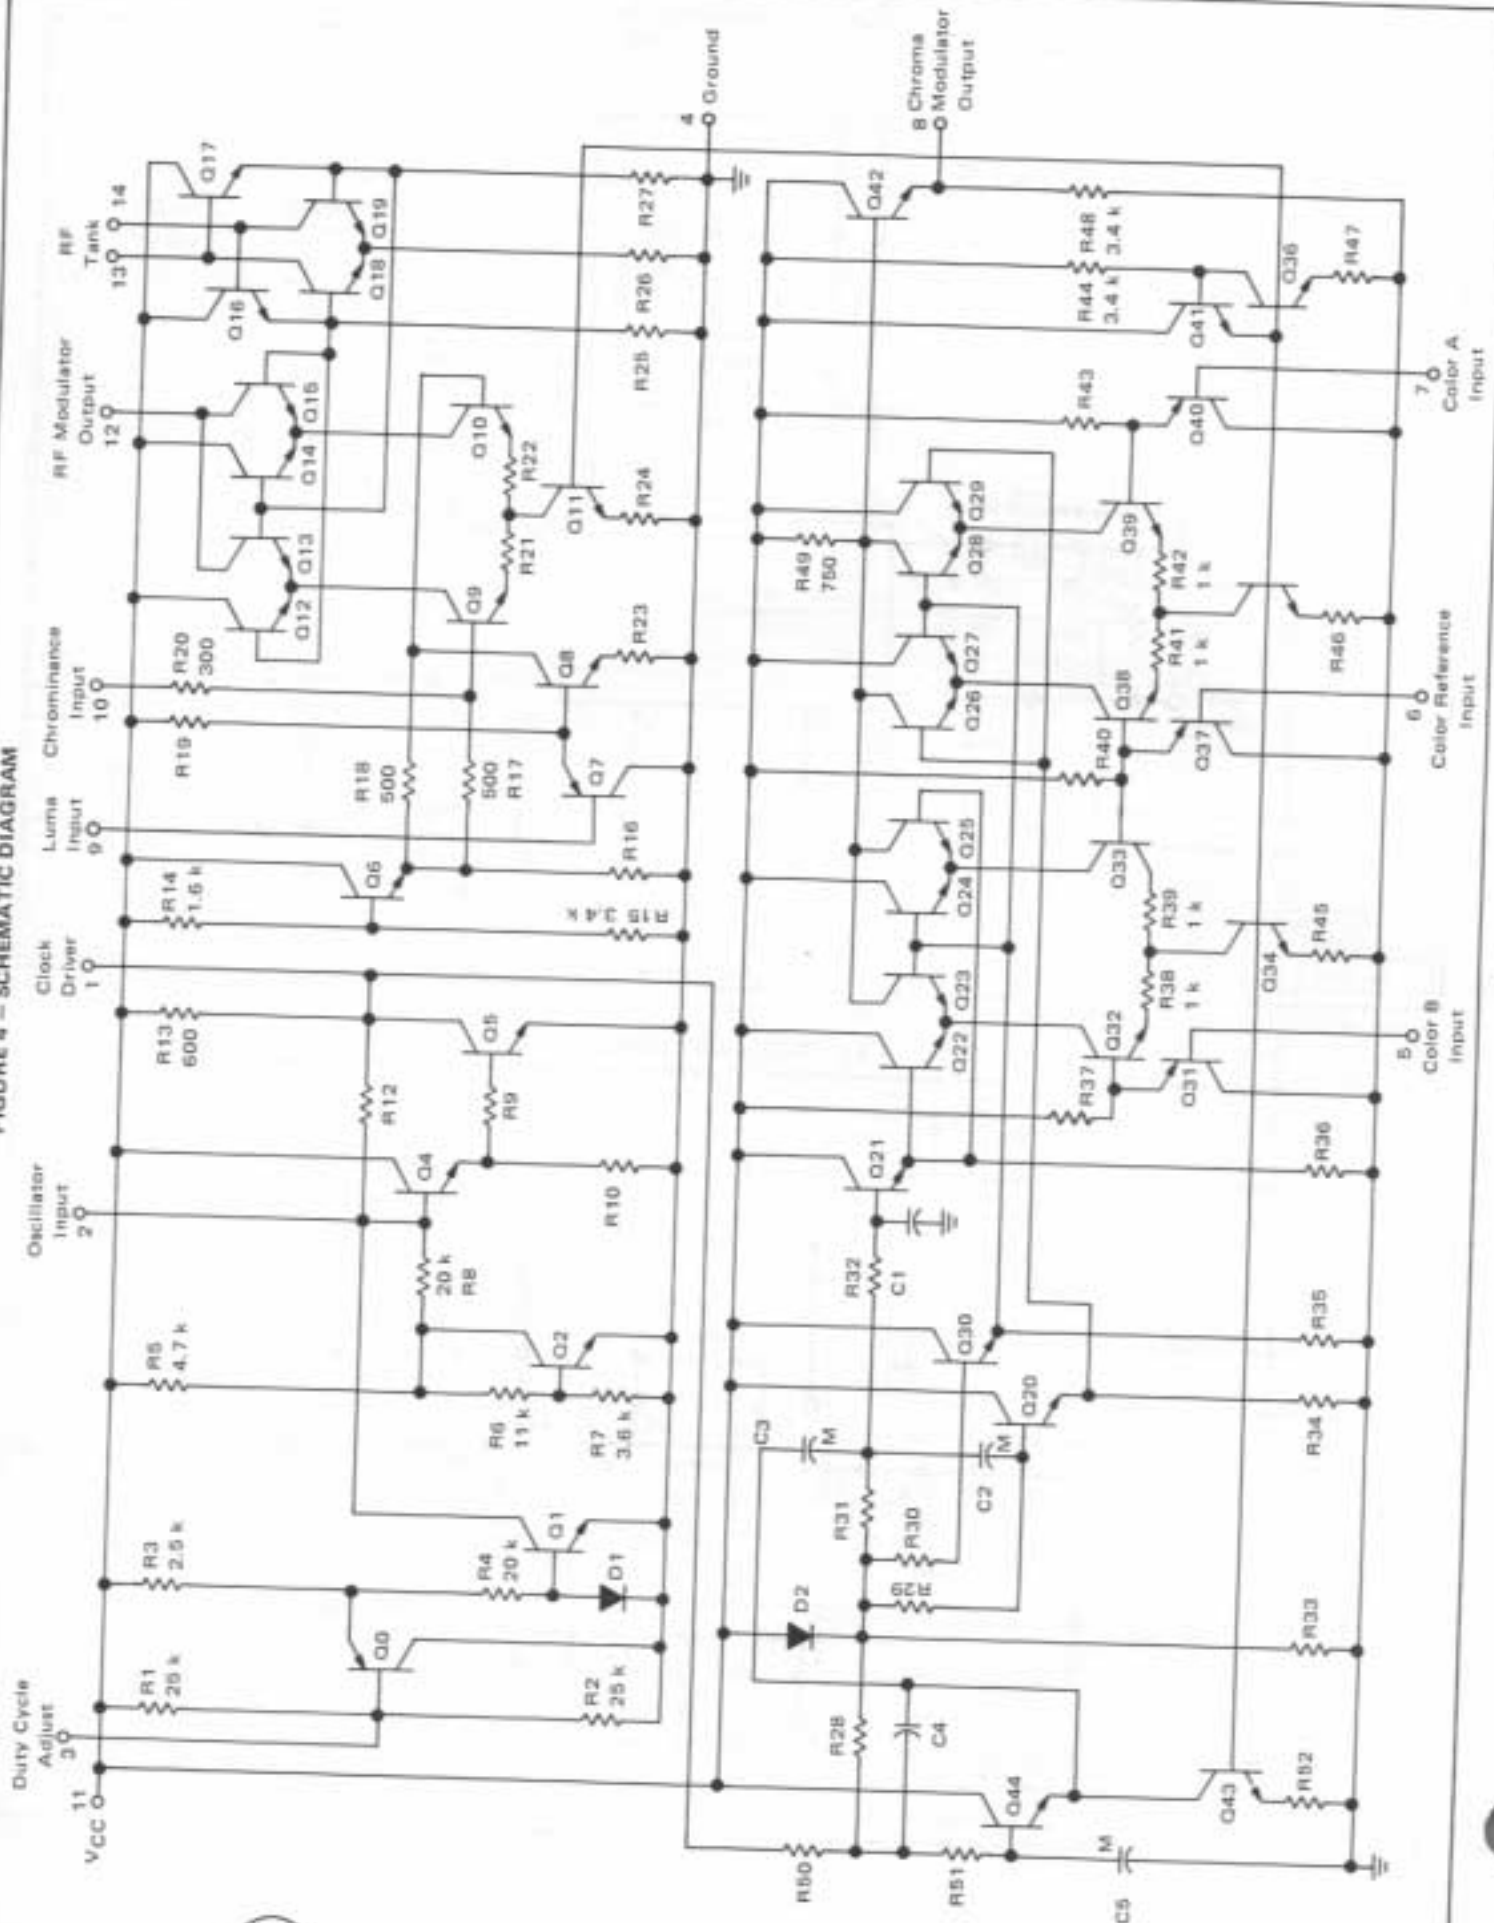 FIGURE 4 – SCHEMATIC DIAGRAM
Duty Cycle
Adjust
3
Oscillator
Input
2
Clock
Driver
1
Luma
Input
9
Chrominance
Input
10
RF Modulator
Output
12
RF
Tank
13
14
VCC
11
R1
25 k
R3
2.5 k
R5
4.7 k
R13
600
R14
1.6 k
R19
R20
300
Q16
Q17
Q12
Q13
Q14
Q15
Q18
Q19
Q0
R4
20 k
Q1
D1
R2
25 k
R6
11 k
R7
3.6 k
Q2
20 k
R8
Q4
R12
R9
R10
Q5
Q6
R18
500
500
R17
R16
Q7
Q8
R23
Q9
R21
R22
Q10
Q11
R24
R25
R26
R27
4
Ground
R50
R28
C4
R51
Q44
C5
M
D2
R29
R30
R31
C3
M
C2
M
Q20
Q30
R32
C1
Q21
Q22
Q23
Q24
Q25
Q26
Q27
Q28
Q29
R49
750
Q42
8
Chroma
Modulator
Output
Q43
R52
R33
R34
R35
R36
R37
Q31
Q32
R38
1 k
R39
1 k
Q33
Q34
R45
R40
Q37
Q38
R41
1 k
R42
1 k
Q39
R46
R43
Q40
Q41
R44
3.4 k
R48
3.4 k
Q36
R47
5
Color B
Input
6
Color Reference
Input
7
Color A
Input